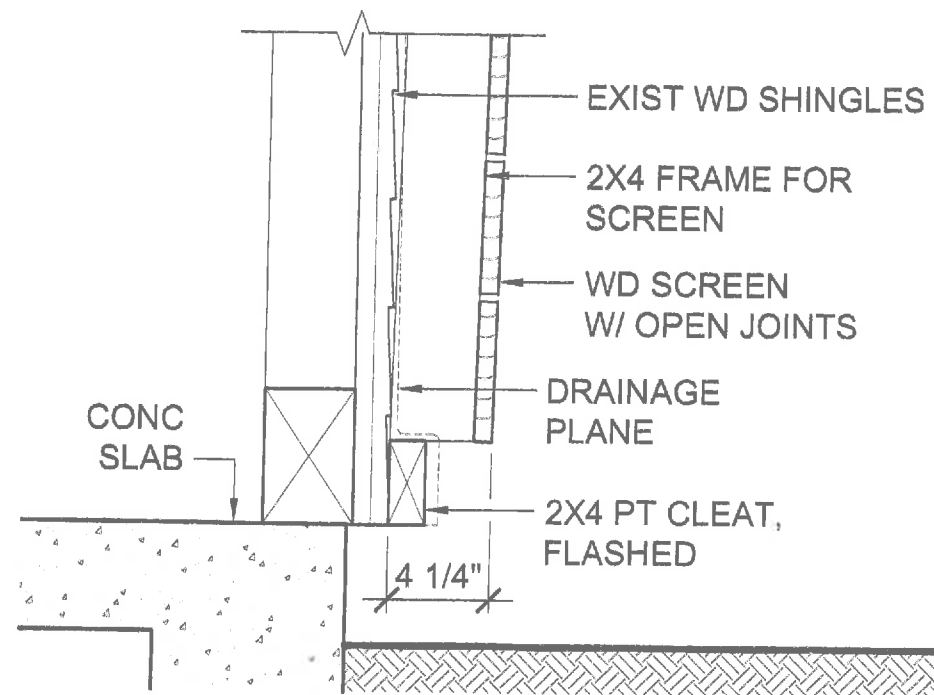 EXIST WD SHINGLES
2X4 FRAME FOR
SCREEN
WD SCREEN
W/ OPEN JOINTS
DRAINAGE
PLANE
CONC
SLAB
2X4 PT CLEAT,
FLASHED
4 1/4"